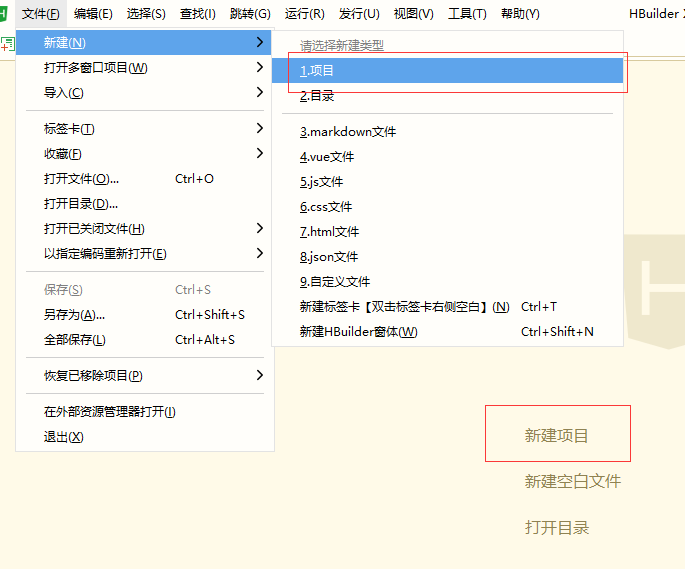 文件(F) 编辑(E) 选择(S) 查找(I) 跳转(G) 运行(R) 发行(U) 视图(V) 工具(T) 帮助(Y) HBuilder X
新建(N)
打开多窗口项目(W)
导入(C)
标签卡(T)
收藏(F)
打开文件(O)... Ctrl+O
打开目录(D)...
打开已关闭文件(H)
以指定编码重新打开(E)
保存(S) Ctrl+S
另存为(A)... Ctrl+Shift+S
全部保存(L) Ctrl+Alt+S
恢复已移除项目(P)
在外部资源管理器打开(I)
退出(X)
请选择新建类型
1.项目
2.目录
3.markdown文件
4.vue文件
5.js文件
6.css文件
7.html文件
8.json文件
9.自定义文件
新建标签卡【双击标签卡右侧空白】(N) Ctrl+T
新建HBuilder窗体(W) Ctrl+Shift+N
新建项目
新建空白文件
打开目录